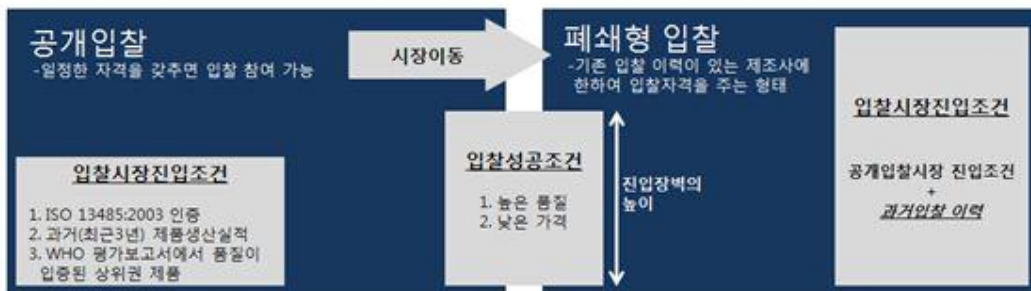 공개입찰
-일정한 자격을 갖추면 입찰 참여 가능
입찰시장진입조건
1. ISO 13485:2003 인증
2. 과거(최근3년) 제품생산실적
3. WHO 평가보고서에서 품질이
입증된 상위권 제품
시장이동
입찰성공조건
1. 높은 품질
2. 낮은 가격
진입장벽의
높이
폐쇄형 입찰
-기존 입찰 이력이 있는 제조사에
한하여 입찰자격을 주는 형태
입찰시장진입조건
공개입찰시장 진입조건
+
과거입찰 이력